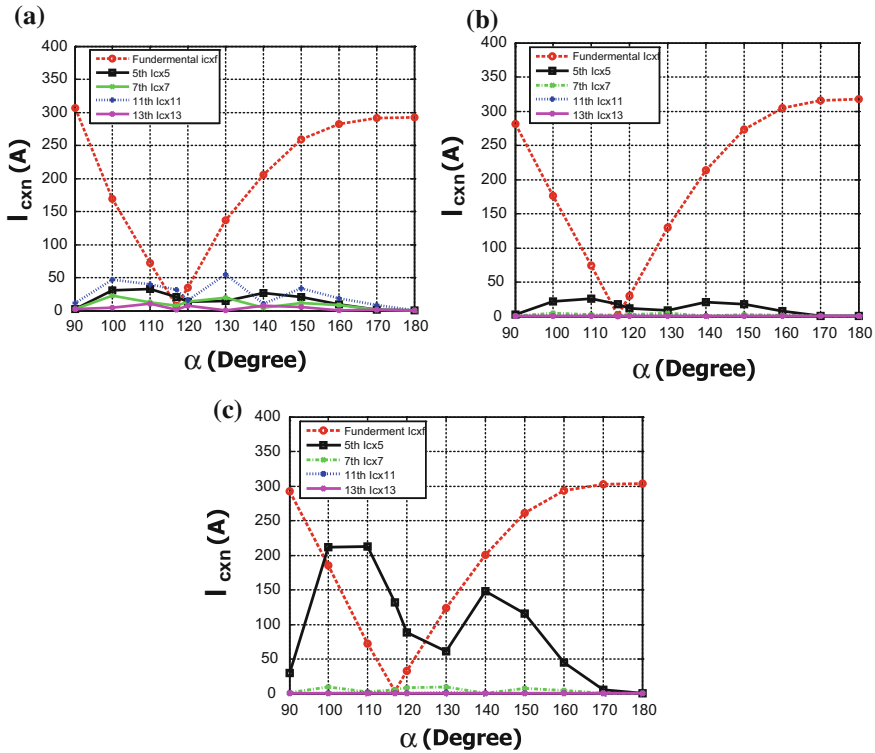 (a)
400
350
300
250
200
150
100
50
0
I cxn (A)
Fundermental icxf
5th Icx5
7th Icx7
11th Icx11
13th Icx13
90 100 110 120 130 140 150 160 170 180
α (Degree)
(b)
400
350
300
250
200
150
100
50
0
I cxn (A)
Fundermental Icxf
5th Icx5
7th Icx7
11th Icx11
13th Icx13
90 100 110 120 130 140 150 160 170 180
α (Degree)
(c)
400
350
300
250
200
150
100
50
0
I cxn (A)
Funderment Icxf
5th Icx5
7th Icx7
11th Icx11
13th Icx13
90 100 110 120 130 140 150 160 170 180
α (Degree)